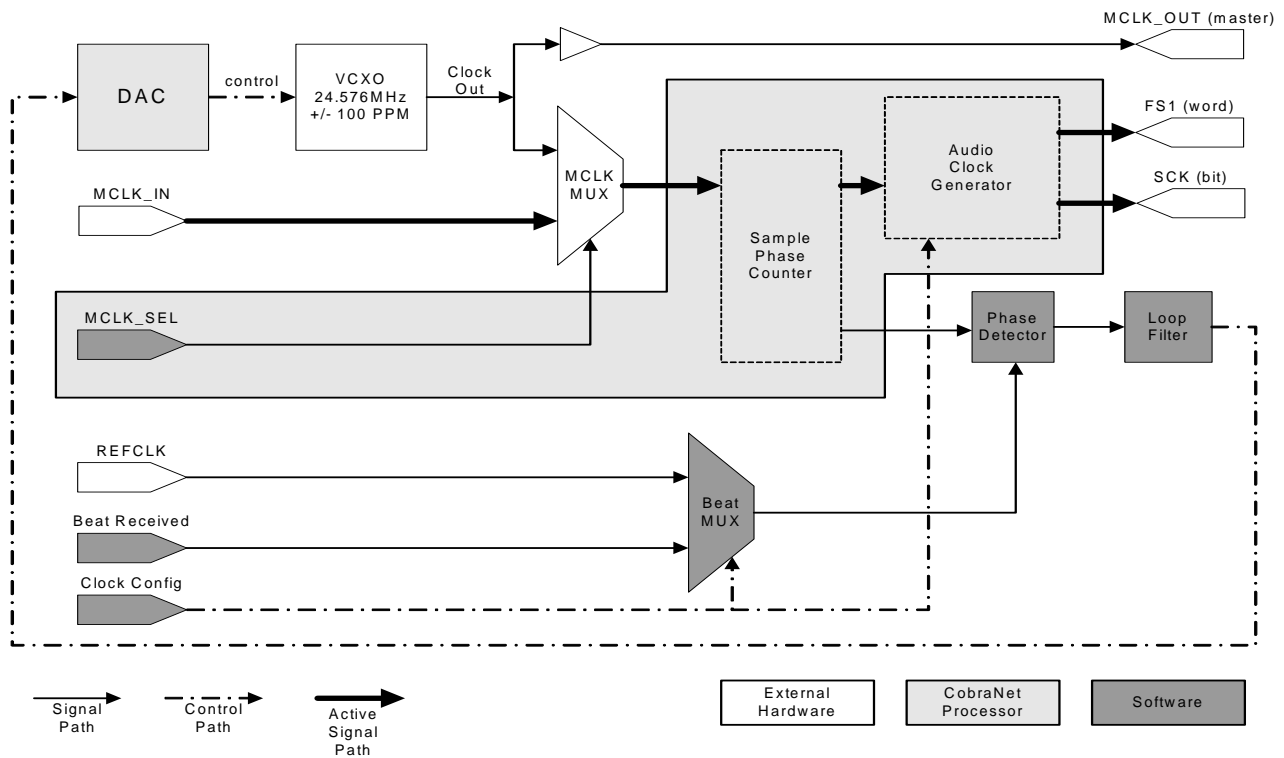 MCLK_OUT (master)
DAC
control
VCXO
24.576MHz
+/- 100 PPM
Clock
Out
FS1 (word)
MCLK_IN
MCLK
MUX
Audio
Clock
Generator
SCK (bit)
Sample
Phase
Counter
MCLK_SEL
Phase
Detector
Loop
Filter
REFCLK
Beat Received
Beat
MUX
Clock Config
Signal
Path
Control
Path
Active
Signal
Path
External
Hardware
CobraNet
Processor
Software